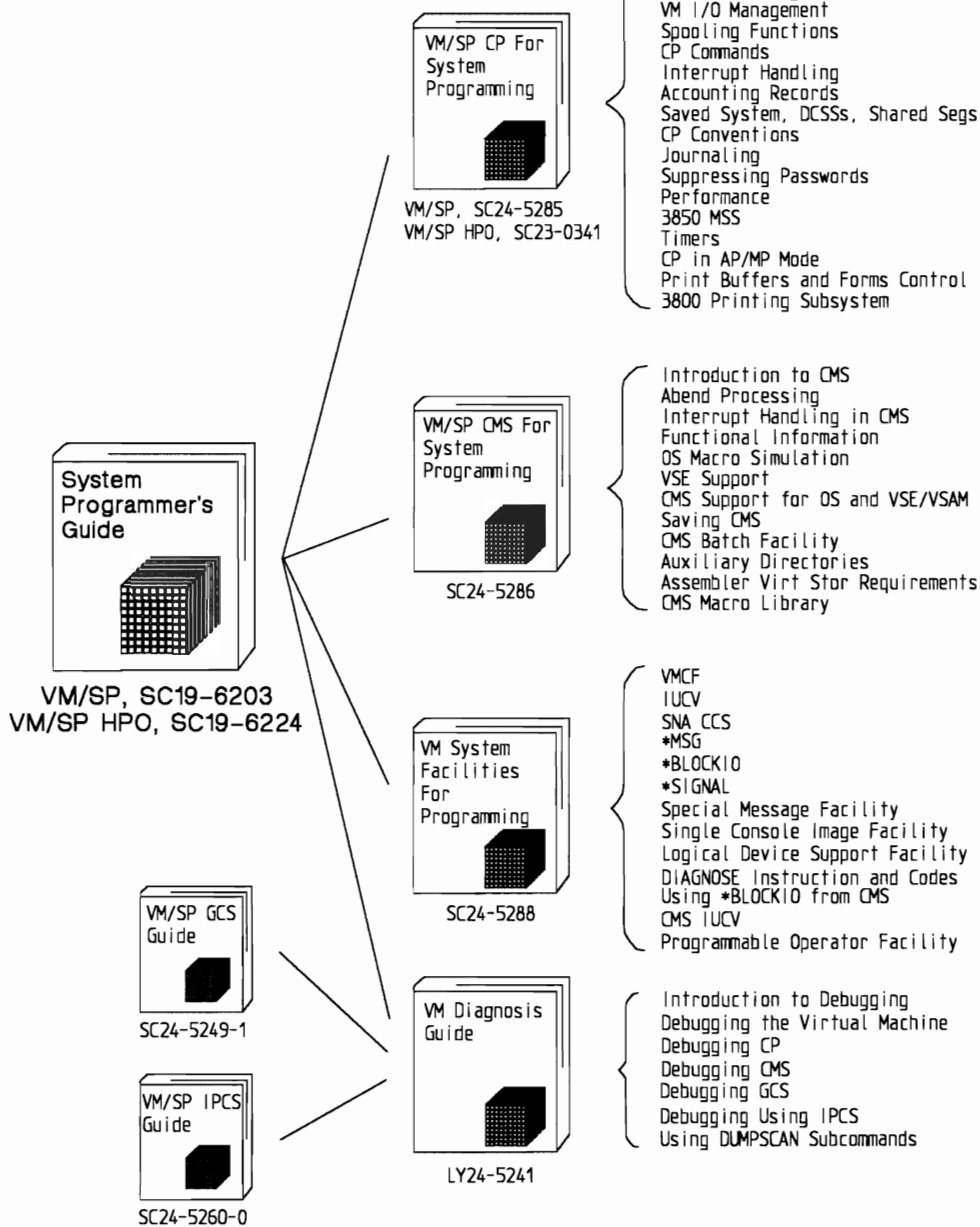 VM I/O Management
Spooling Functions
CP Commands
Interrupt Handling
Accounting Records
Saved System, DCSSs, Shared Segs
CP Conventions
Journaling
Suppressing Passwords
Performance
3850 MSS
Timers
CP in AP/MP Mode
Print Buffers and Forms Control
3800 Printing Subsystem
VM/SP CP For
System
Programming
VM/SP, SC24-5285
VM/SP HPO, SC23-0341
System
Programmer's
Guide
VM/SP, SC19-6203
VM/SP HPO, SC19-6224
VM/SP CMS For
System
Programming
SC24-5286
Introduction to CMS
Abend Processing
Interrupt Handling in CMS
Functional Information
OS Macro Simulation
VSE Support
CMS Support for OS and VSE/VSAM
Saving CMS
CMS Batch Facility
Auxiliary Directories
Assembler Virt Stor Requirements
CMS Macro Library
VM System
Facilities
For
Programming
SC24-5288
VMCF
IUCV
SNA CCS
*MSG
*BLOCKIO
*SIGNAL
Special Message Facility
Single Console Image Facility
Logical Device Support Facility
DIAGNOSE Instruction and Codes
Using *BLOCKIO from CMS
CMS IUCV
Programmable Operator Facility
VM/SP GCS
Guide
SC24-5249-1
VM/SP IPCS
Guide
SC24-5260-0
VM Diagnosis
Guide
LY24-5241
Introduction to Debugging
Debugging the Virtual Machine
Debugging CP
Debugging CMS
Debugging GCS
Debugging Using IPCS
Using DUMPSCAN Subcommands